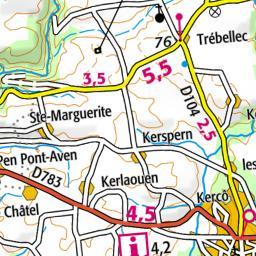 76
Trébellec
3,5
5,5
D104
2,5
Ste-Marguerite
Kerspern
Pen Pont-Aven
les
D783
Kerlaouen
Kercô
Châtel
4,5
i
4,2